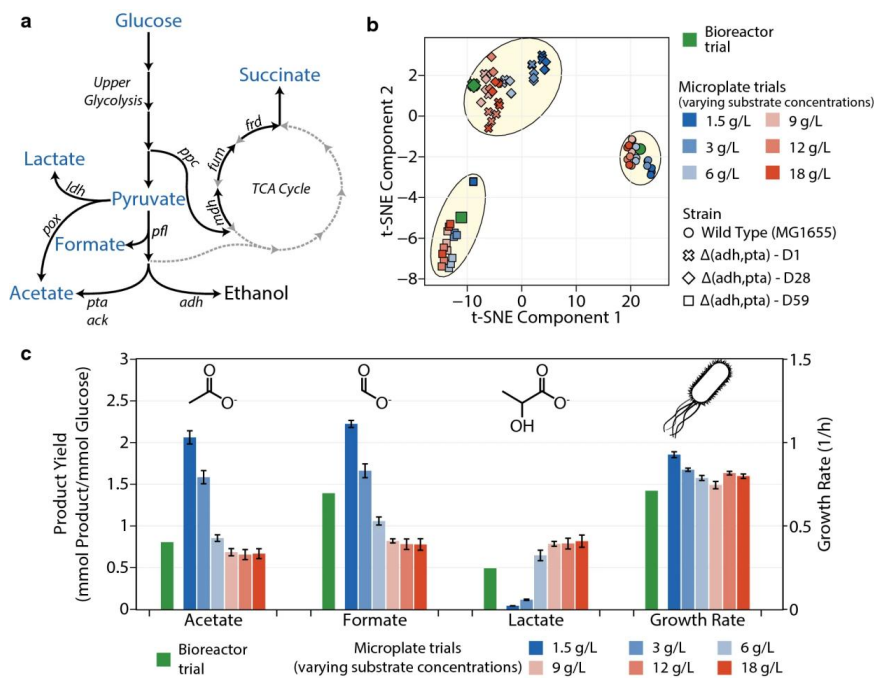 a
Glucose
Upper
Glycolysis
Succinate
frd
fum
ppc
Lactate
ldh
TCA Cycle
Pyruvate
mdh
pox
pfl
Formate
Acetate
pta
ack
adh
Ethanol
b
t-SNE Component 2
2
0
−2
−4
−6
−8
−10
0
10
20
t-SNE Component 1
Bioreactor
trial
Microplate trials
(varying substrate concentrations)
1.5 g/L
9 g/L
3 g/L
12 g/L
6 g/L
18 g/L
Strain
Wild Type (MG1655)
Δ(adh,pta) - D1
Δ(adh,pta) - D28
Δ(adh,pta) - D59
c
Product Yield
(mmol Product/mmol Glucose)
3
2.5
2
1.5
1
0.5
0
O
O-
O
O-
O
O-
OH
1.5
1
0.5
0
Growth Rate (1/h)
Acetate
Formate
Lactate
Growth Rate
Bioreactor
trial
Microplate trials
(varying substrate concentrations)
1.5 g/L
3 g/L
6 g/L
9 g/L
12 g/L
18 g/L